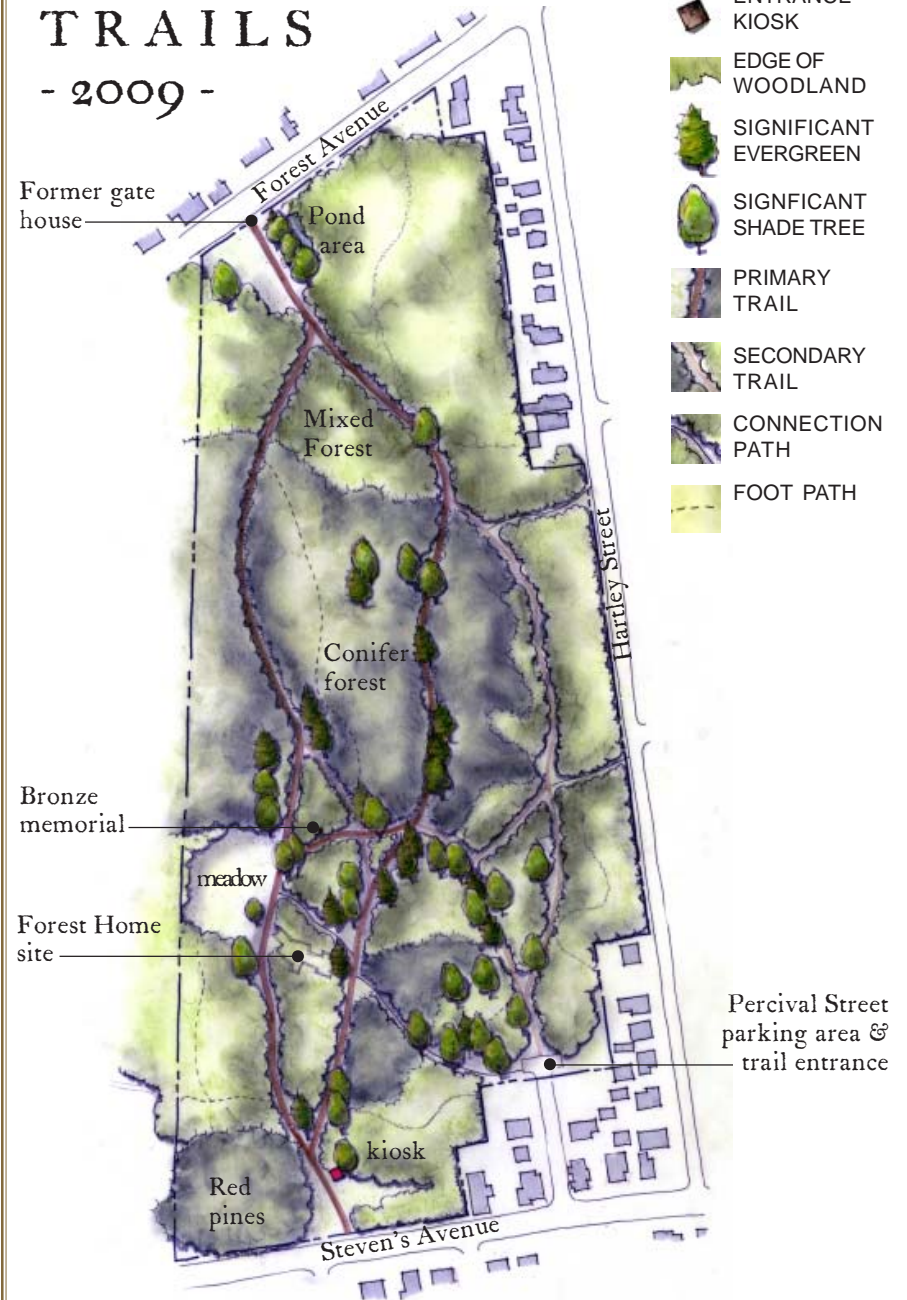 TRAILS
- 2009 -
ENTRANCE
KIOSK
EDGE OF
WOODLAND
SIGNIFICANT
EVERGREEN
SIGNFICANT
SHADE TREE
PRIMARY
TRAIL
SECONDARY
TRAIL
CONNECTION
PATH
FOOT PATH
Forest Avenue
Former gate
house
Pond
area
Mixed
Forest
Hartley Street
Conifer
forest
Bronze
memorial
meadow
Forest Home
site
Percival Street
parking area &
trail entrance
kiosk
Red
pines
Steven's Avenue